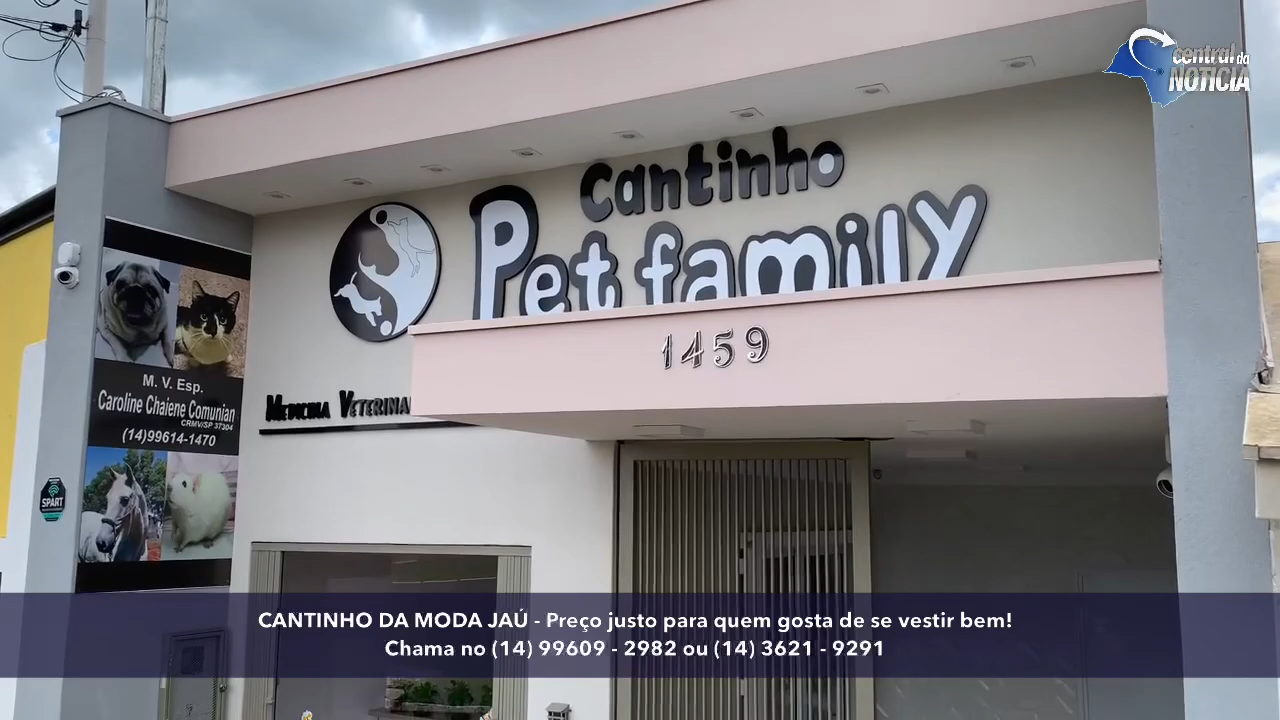 central da
NOTÍCIA
Cantinho
Pet family
1459
M. V. Esp.
Caroline Chaiene Comunian
CRMV/SP 37304
(14)99614-1470
SPART
CANTINHO DA MODA JAÚ - Preço justo para quem gosta de se vestir bem!
Chama no (14) 99609 - 2982 ou (14) 3621 - 9291